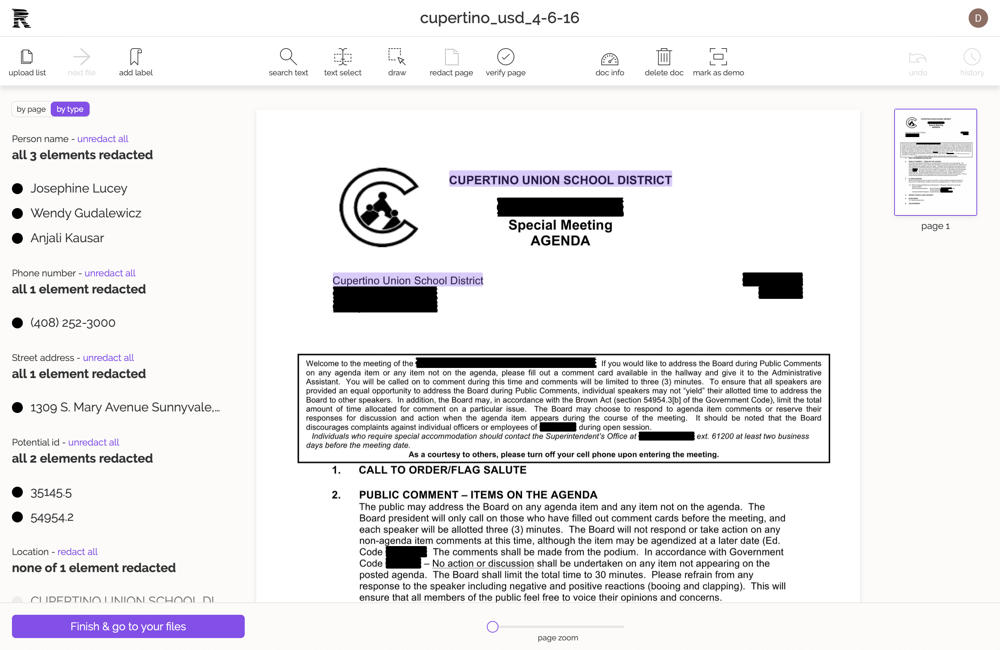 cupertino_usd_4-6-16
D
upload list
next file
add label
search text
text select
draw
redact page
verify page
doc info
delete doc
mark as demo
undo
history
by page
by type
Person name - unredact all
all 3 elements redacted
Josephine Lucey
Wendy Gudalewicz
Anjali Kausar
Phone number - unredact all
all 1 element redacted
(408) 252-3000
Street address - unredact all
all 1 element redacted
1309 S. Mary Avenue Sunnyvale,...
Potential id - unredact all
all 2 elements redacted
35145.5
54954.2
Location - redact all
none of 1 element redacted
CUPERTINO UNION SCHOOL DI
Finish & go to your files
CUPERTINO UNION SCHOOL DISTRICT
Special Meeting
AGENDA
Cupertino Union School District
Welcome to the meeting of the . If you would like to address the Board during Public Comments
on any agenda item or any item not on the agenda, please fill out a comment card available in the hallway and give it to the Administrative
Assistant. You will be called on to comment during this time and comments will be limited to three (3) minutes. To ensure that all speakers are
provided an equal opportunity to address the Board during Public Comments, individual speakers may not “yield” their allotted time to address the
Board to other speakers. In addition, the Board may, in accordance with the Brown Act (section 54954.3[b] of the Government Code), limit the total
amount of time allocated for comment on a particular issue. The Board may choose to respond to agenda item comments or reserve their
responses for discussion and action when the agenda item appears during the course of the meeting. It should be noted that the Board
discourages complaints against individual officers or employees of during open session.
Individuals who require special accommodation should contact the Superintendent's Office at ext. 61200 at least two business
days before the meeting date.
As a courtesy to others, please turn off your cell phone upon entering the meeting.
1. CALL TO ORDER/FLAG SALUTE
2. PUBLIC COMMENT – ITEMS ON THE AGENDA
The public may address the Board on any agenda item and any item not on the agenda. The
Board president will only call on those who have filled out comment cards before the meeting, and
each speaker will be allotted three (3) minutes. The Board will not respond or take action on any
non-agenda item comments at this time, although the item may be agendized at a later date (Ed.
Code The comments shall be made from the podium. In accordance with Government
Code – No action or discussion shall be undertaken on any item not appearing on the
posted agenda. The Board shall limit the total time to 30 minutes. Please refrain from any
response to the speaker including negative and positive reactions (booing and clapping). This will
ensure that all members of the public feel free to voice their opinions and concerns.
page 1
page zoom